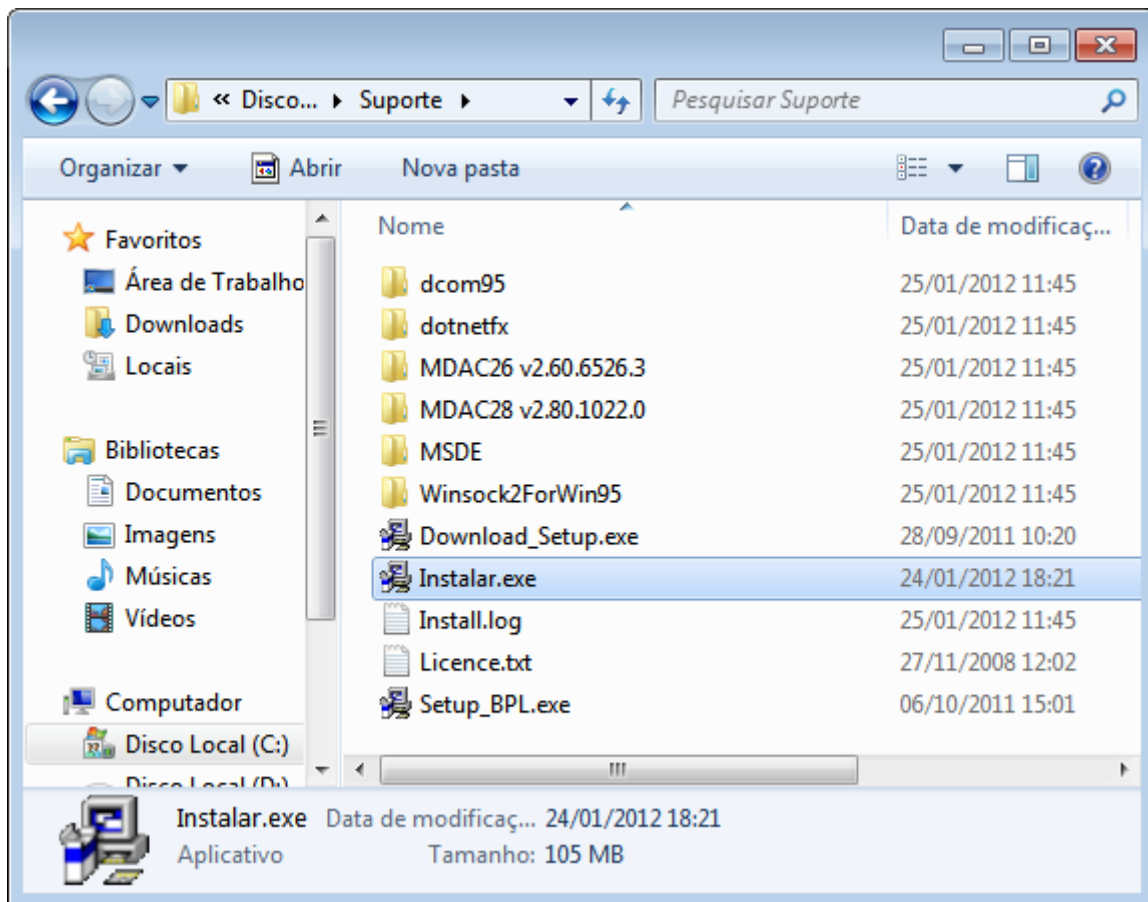 « Disco... ▸ Suporte ▸ Pesquisar Suporte
Organizar Abrir Nova pasta
Favoritos
Área de Trabalho
Downloads
Locais
Bibliotecas
Documentos
Imagens
Músicas
Vídeos
Computador
Disco Local (C:)
Disco Local (D:)
Nome Data de modificaç...
dcom95 25/01/2012 11:45
dotnetfx 25/01/2012 11:45
MDAC26 v2.60.6526.3 25/01/2012 11:45
MDAC28 v2.80.1022.0 25/01/2012 11:45
MSDE 25/01/2012 11:45
Winsock2ForWin95 25/01/2012 11:45
Download_Setup.exe 28/09/2011 10:20
Instalar.exe 24/01/2012 18:21
Install.log 25/01/2012 11:45
Licence.txt 27/11/2008 12:02
Setup_BPL.exe 06/10/2011 15:01
Instalar.exe Data de modificaç... 24/01/2012 18:21
Aplicativo Tamanho: 105 MB